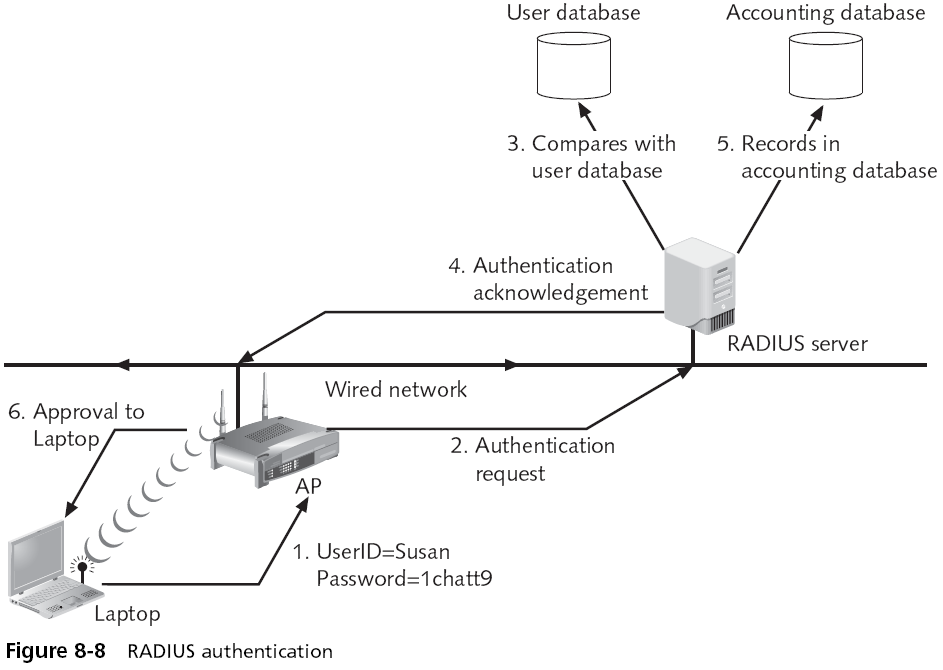 User database
Accounting database
3. Compares with
user database
5. Records in
accounting database
4. Authentication
acknowledgement
RADIUS server
Wired network
6. Approval to
Laptop
2. Authentication
request
AP
1. UserID=Susan
Password=1chatt9
Laptop
Figure 8-8 RADIUS authentication